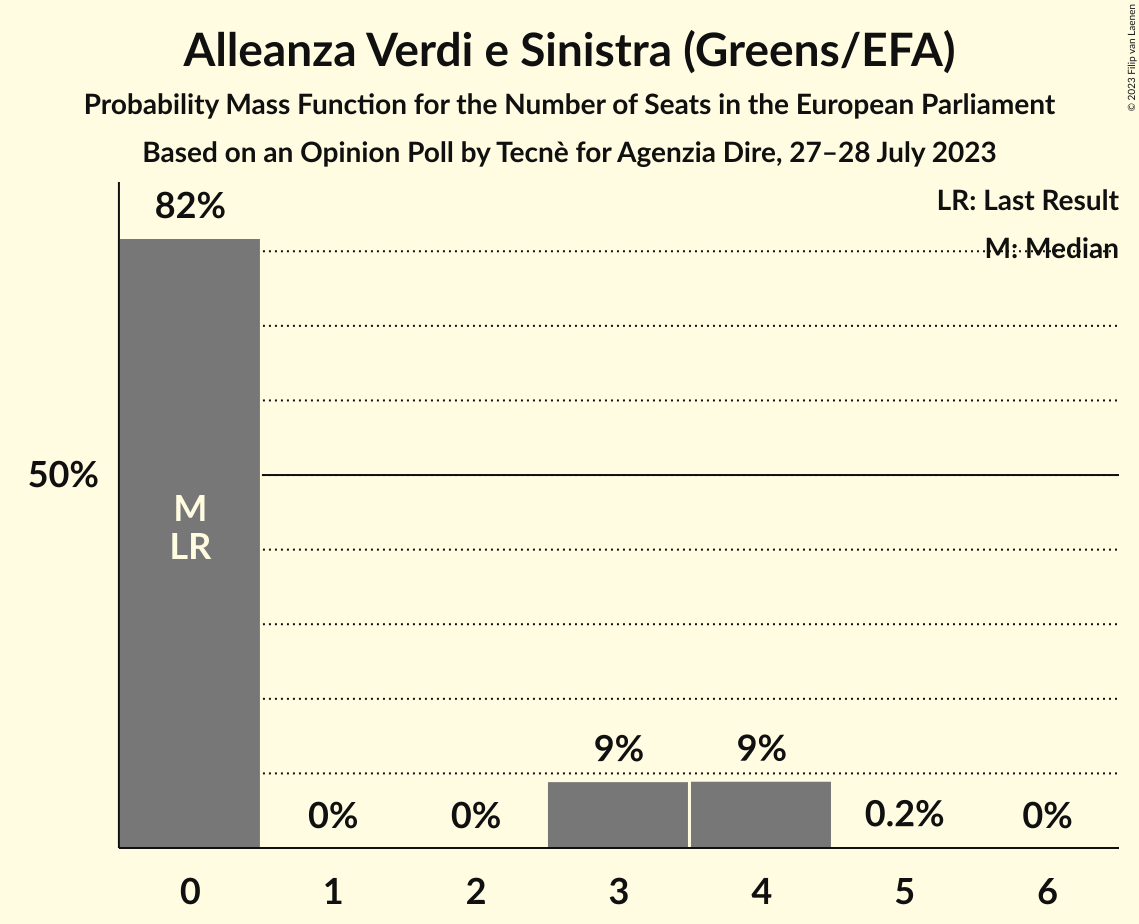 Alleanza Verdi e Sinistra (Greens/EFA)
Probability Mass Function for the Number of Seats in the European Parliament
Based on an Opinion Poll by Tecnè for Agenzia Dire, 27–28 July 2023
© 2023 Filip van Laenen
LR: Last Result
M: Median
82%
50%
M
LR
9%
9%
0%
0%
0.2%
0%
0
1
2
3
4
5
6